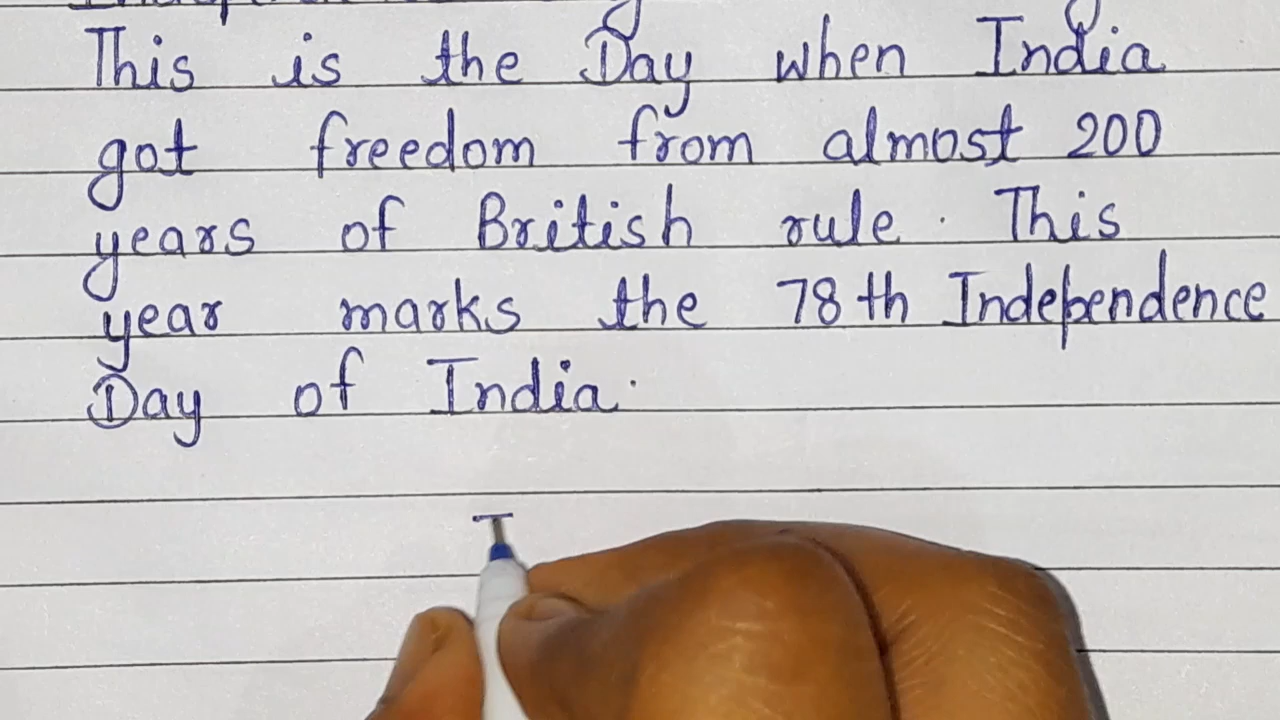 This is the Day when India
got freedom from almost 200
years of British rule. This
year marks the 78th Independence
Day of India.